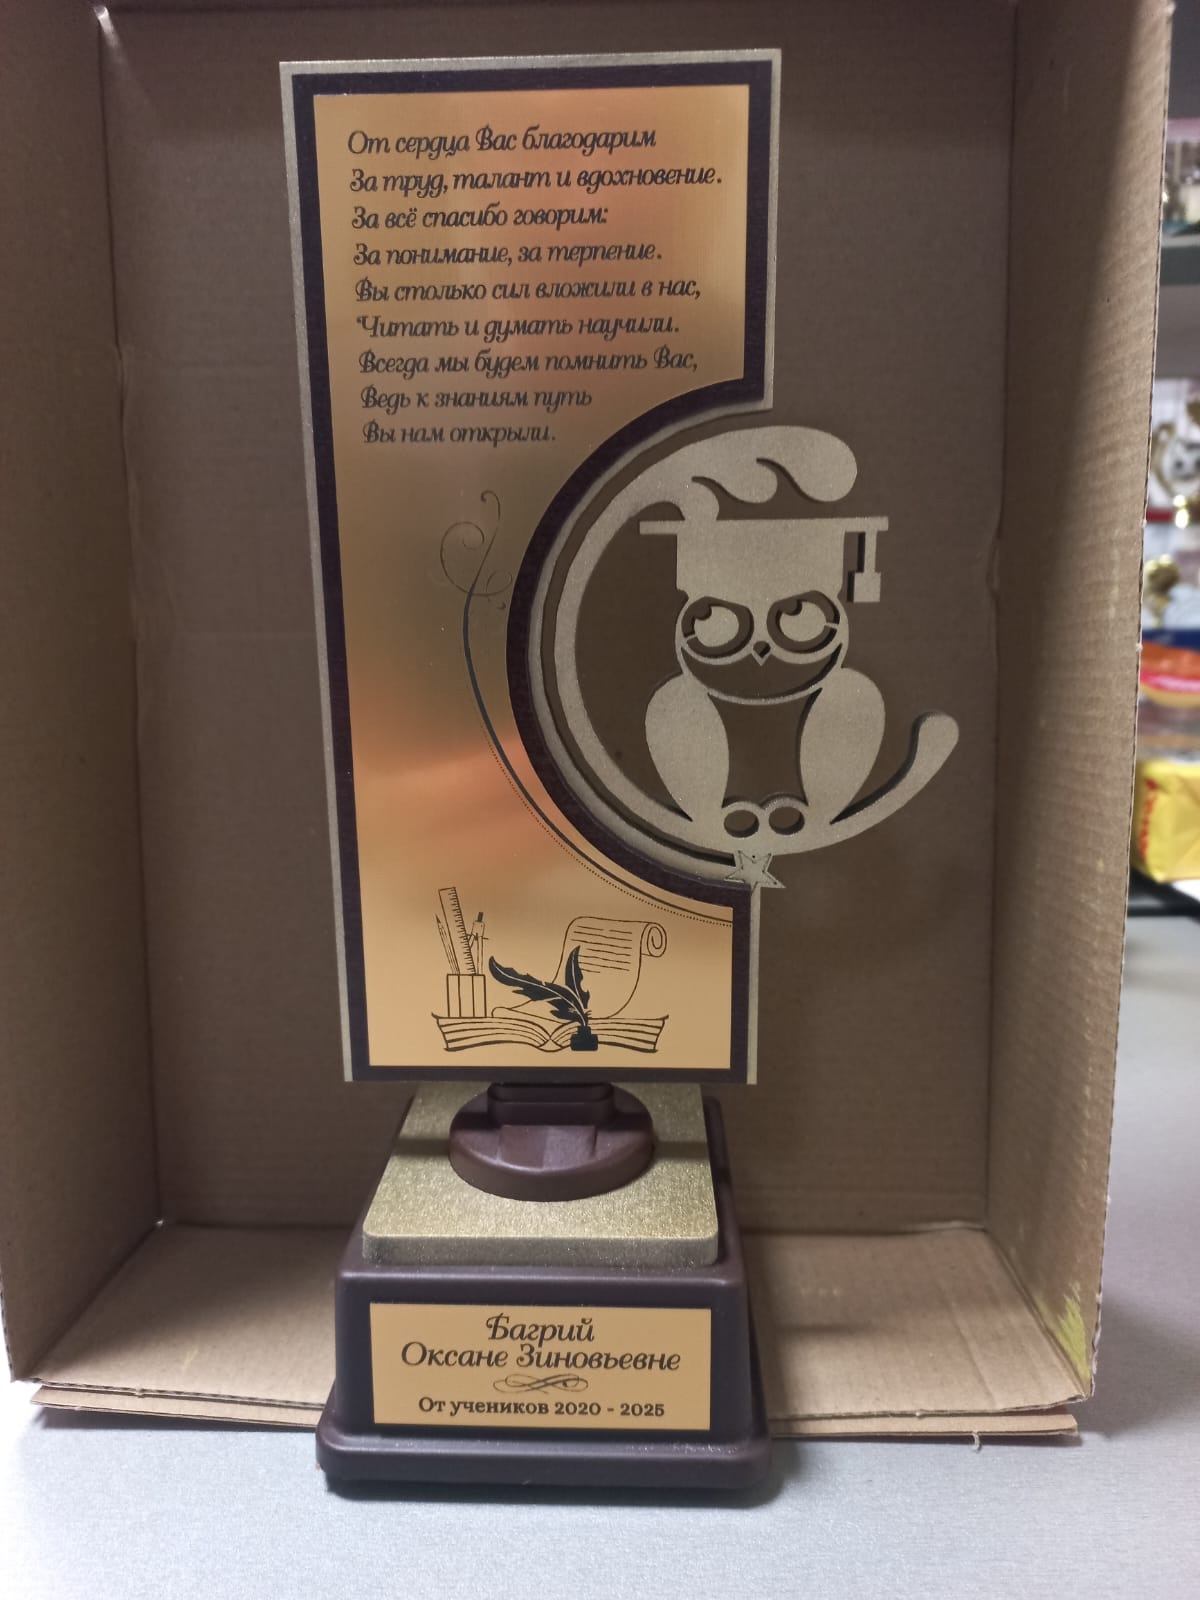 От сердца Вас благодарим
За труд, талант и вдохновение.
За всё спасибо говорим:
За понимание, за терпение.
Вы столько сил вложили в нас,
Читать и думать научили.
Всегда мы будем помнить Вас,
Ведь к знаниям путь
Вы нам открыли.
Багрий
Оксане Зиновьевне
От учеников 2020 - 2025